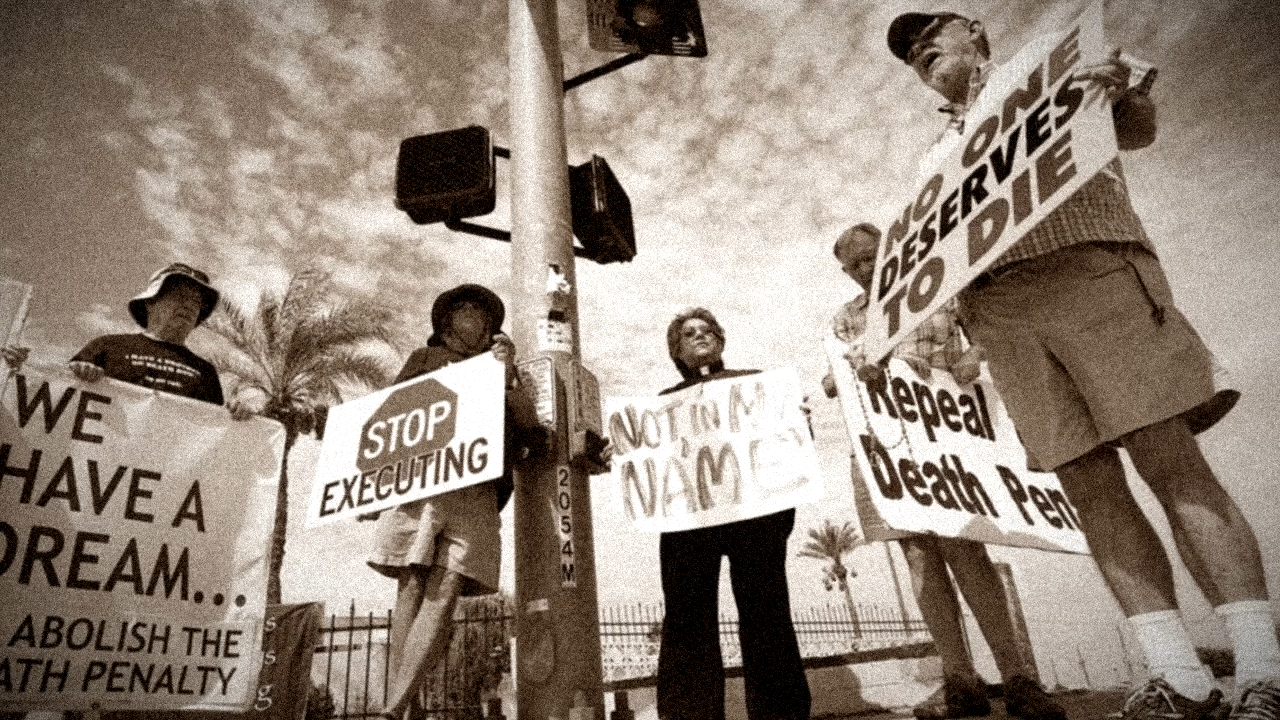 WE
HAVE A
DREAM...
ABOLISH THE
ATH PENALTY
STOP
EXECUTING
2054M
NOT IN MY
NAME
NO ONE
DESERVES
TO DIE
Repeal
Death Pen
s
s
g